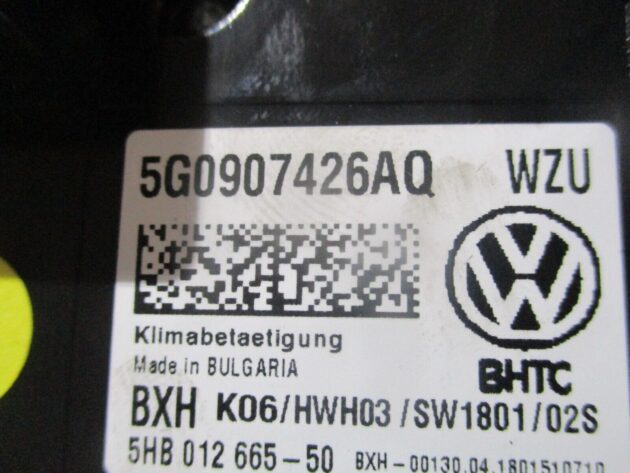 5G0907426AQ WZU
Klimabetaetigung
Made in BULGARIA
BHTC
BXH K06/HWH03/SW1801/02S
5HB 012 665-50 BXH-00130.04.1801510710